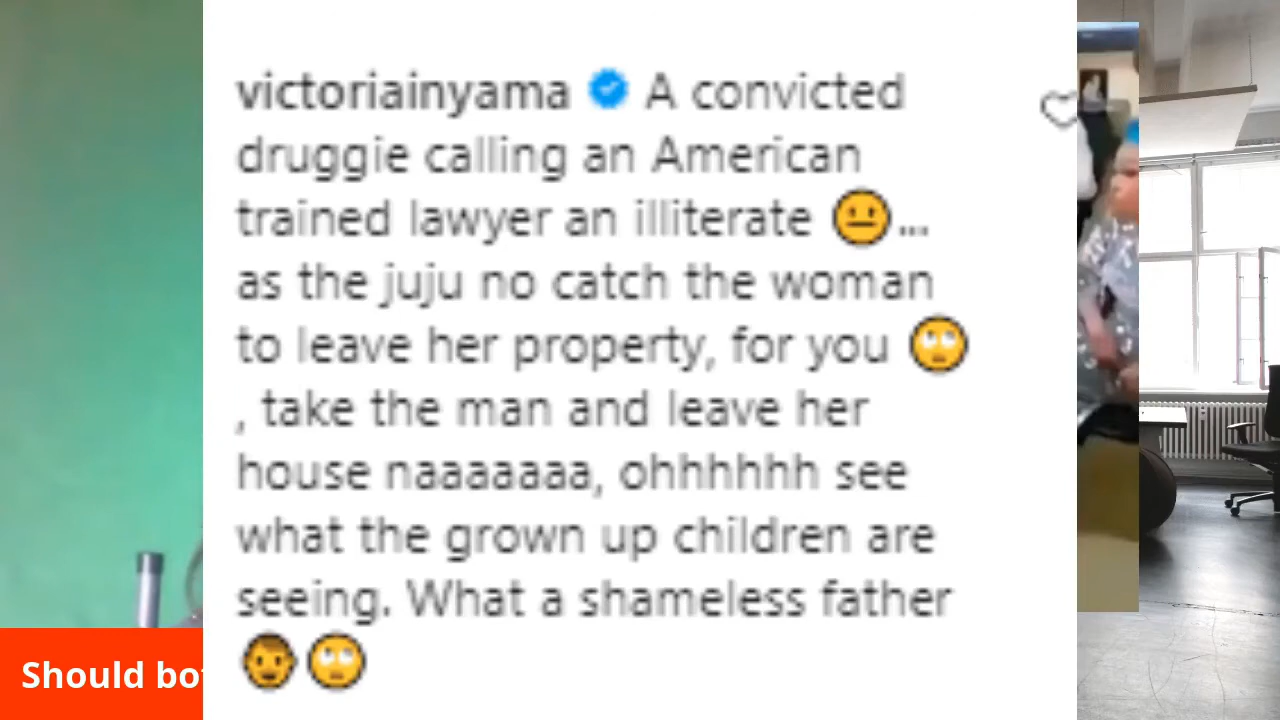 victoriainyama A convicted
druggie calling an American
trained lawyer an illiterate 😐...
as the juju no catch the woman
to leave her property, for you 🙄
, take the man and leave her
house naaaaaaa, ohhhhhh see
what the grown up children are
seeing. What a shameless father
👨🙄
Should